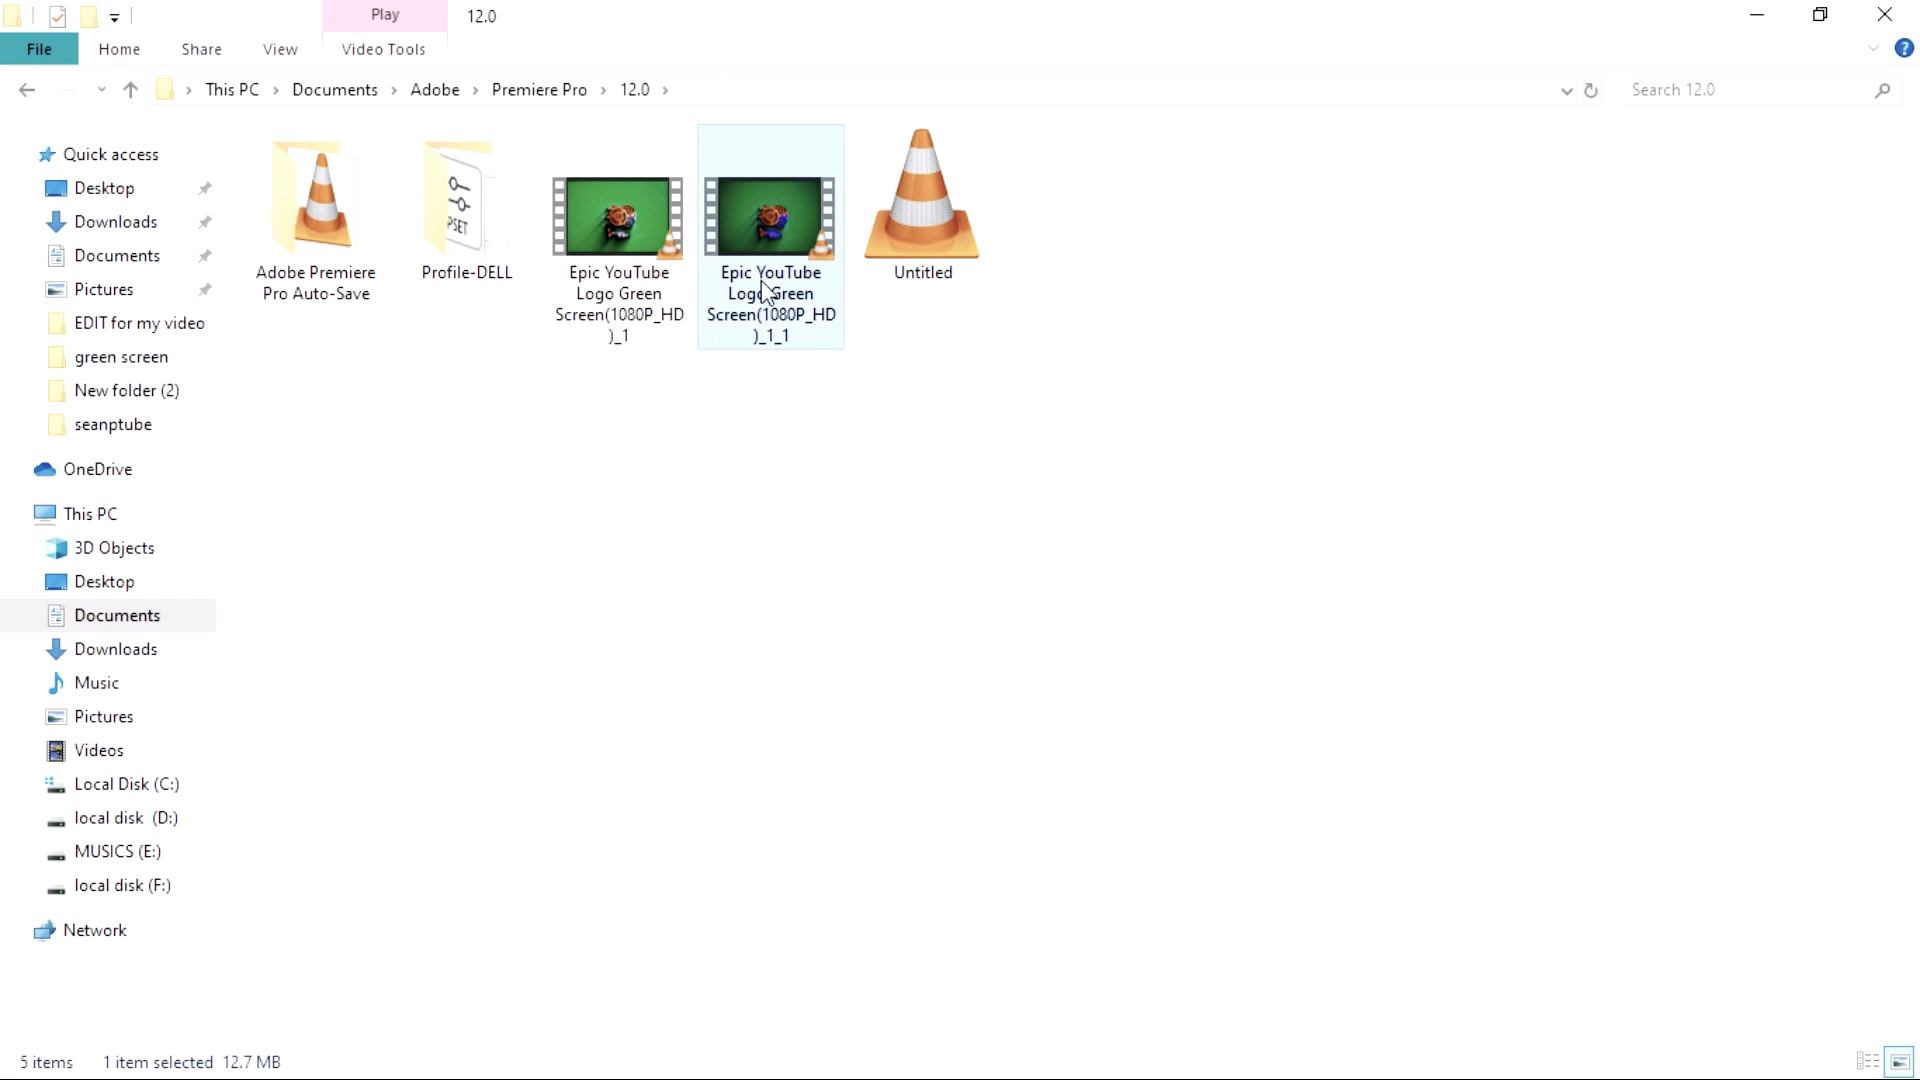 Play
12.0
File
Home
Share
View
Video Tools
This PC
Documents
Adobe
Premiere Pro
12.0
Search 12.0
Quick access
Desktop
Downloads
Documents
Pictures
EDIT for my video
green screen
New folder (2)
seanptube
OneDrive
This PC
3D Objects
Desktop
Documents
Downloads
Music
Pictures
Videos
Local Disk (C:)
local disk (D:)
MUSICS (E:)
local disk (F:)
Network
PSET
Adobe Premiere
Pro Auto-Save
Profile-DELL
Epic YouTube
Logo Green
Screen(1080P_HD
)_1
Epic YouTube
Logo Green
Screen(1080P_HD
)_1_1
Untitled
5 items
1 item selected 12.7 MB